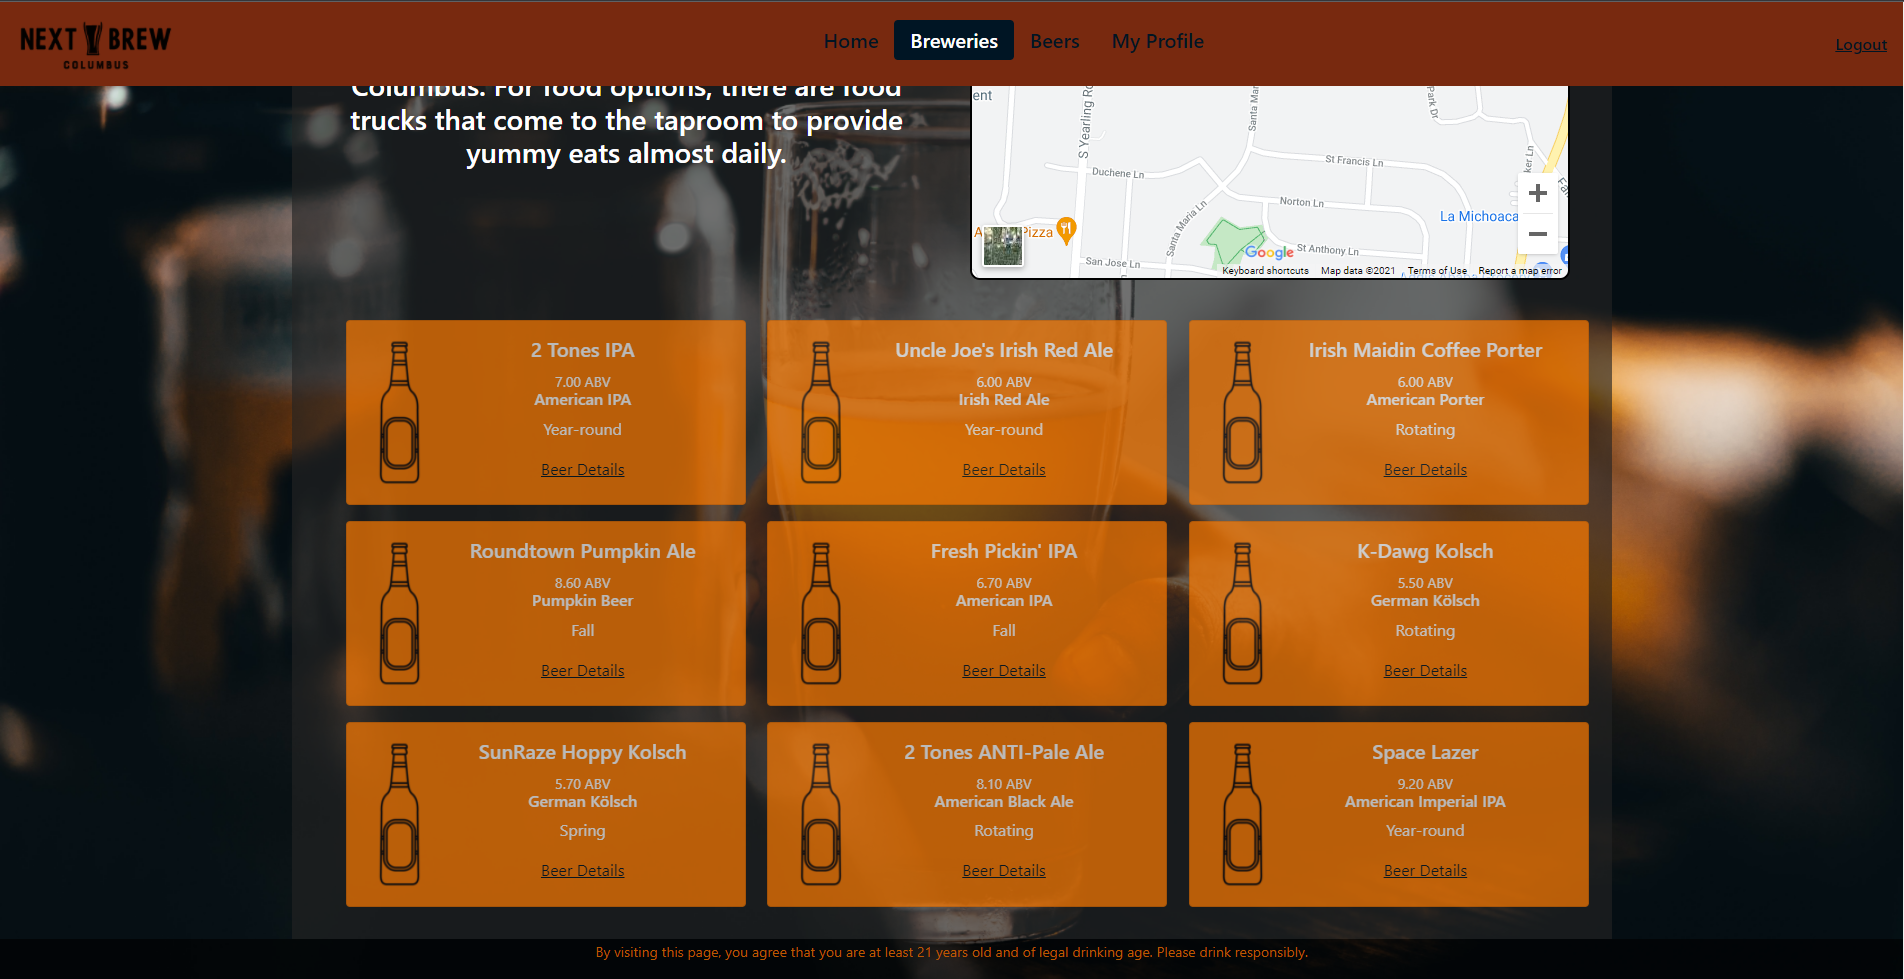 NEXT BREW
COLUMBUS
Home Breweries Beers My Profile
Logout
Columbus. For food options, there are food
trucks that come to the taproom to provide
yummy eats almost daily.
ent
S Yearling Rd
Santa Mar
Park Dr
St Francis Ln
Duchene Ln
Norton Ln
Santa Maria Ln
La Michoaca
Pizza
St Anthony Ln
San Jose Ln
Google
Keyboard shortcuts Map data ©2021 Terms of Use Report a map error
2 Tones IPA
7.00 ABV
American IPA
Year-round
Beer Details
Uncle Joe's Irish Red Ale
6.00 ABV
Irish Red Ale
Year-round
Beer Details
Irish Maidin Coffee Porter
6.00 ABV
American Porter
Rotating
Beer Details
Roundtown Pumpkin Ale
8.60 ABV
Pumpkin Beer
Fall
Beer Details
Fresh Pickin' IPA
6.70 ABV
American IPA
Fall
Beer Details
K-Dawg Kolsch
5.50 ABV
German Kölsch
Rotating
Beer Details
SunRaze Hoppy Kolsch
5.70 ABV
German Kölsch
Spring
Beer Details
2 Tones ANTI-Pale Ale
8.10 ABV
American Black Ale
Rotating
Beer Details
Space Lazer
9.20 ABV
American Imperial IPA
Year-round
Beer Details
By visiting this page, you agree that you are at least 21 years old and of legal drinking age. Please drink responsibly.